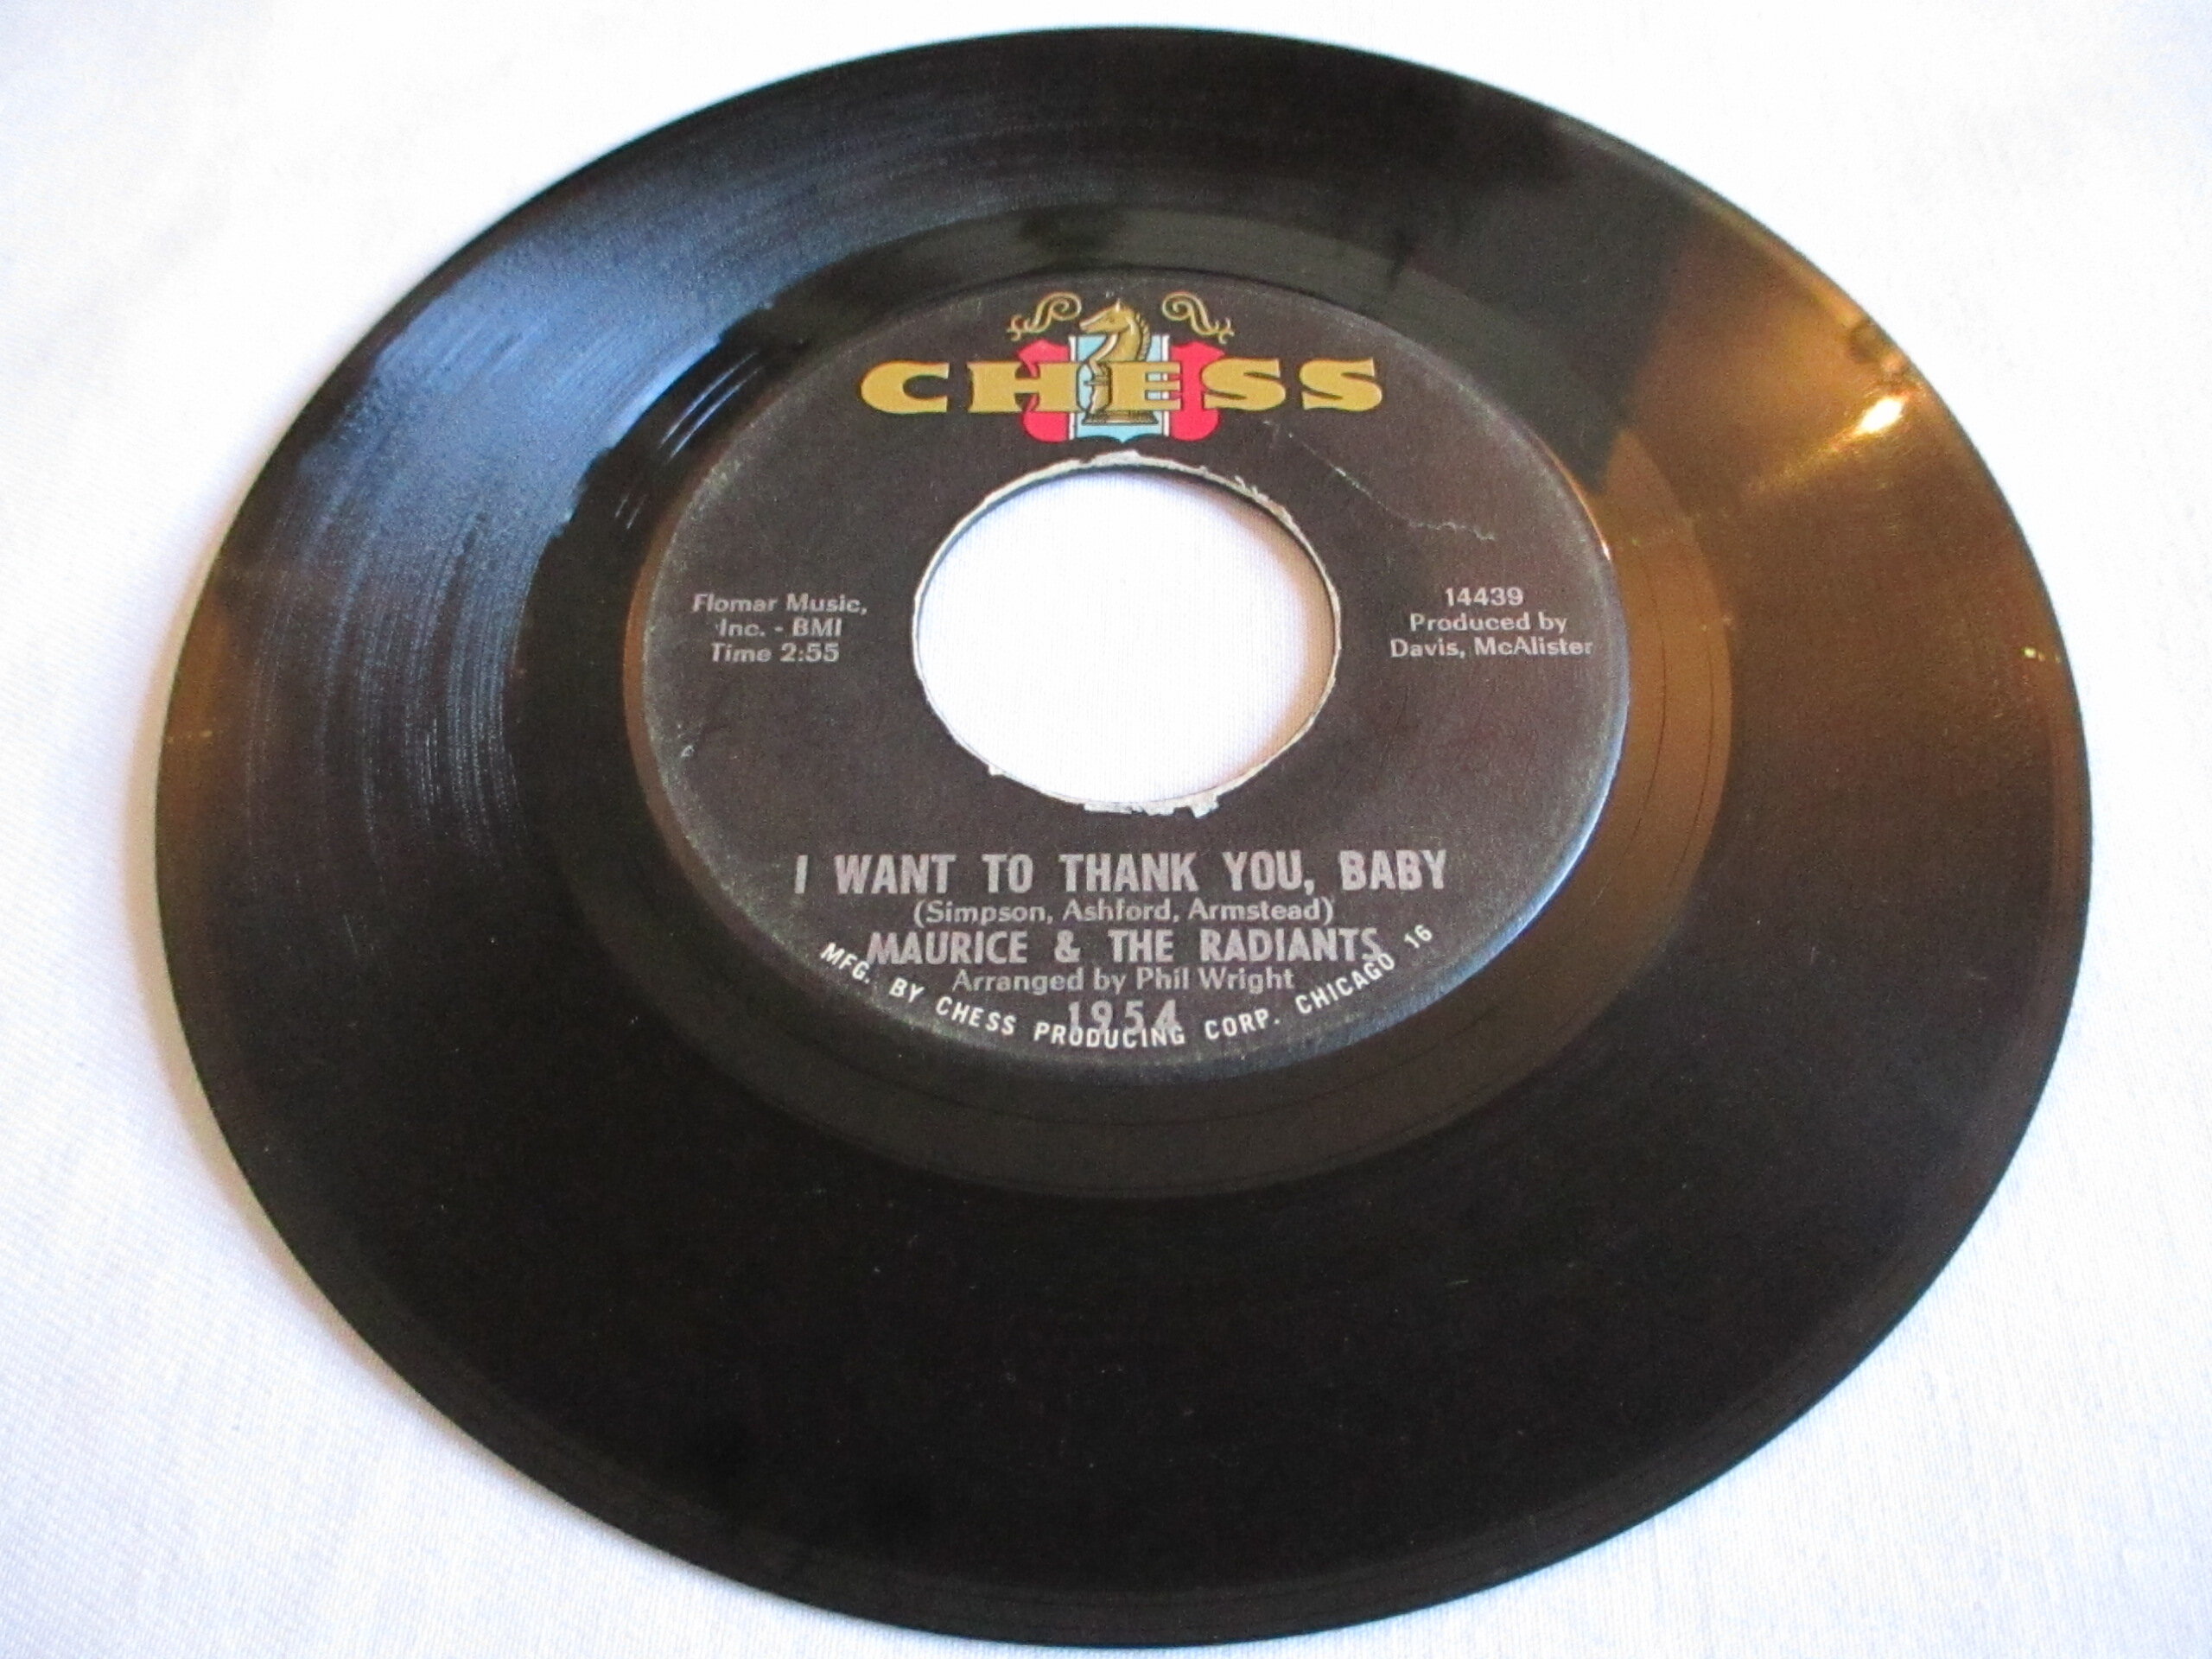 CHESS
Flomar Music,
Inc. - BMI
Time 2:55
14439
Produced by
Davis, McAlister
I WANT TO THANK YOU, BABY
(Simpson, Ashford, Armstead)
MAURICE & THE RADIANTS
Arranged by Phil Wright
1954
MFG. BY CHESS PRODUCING CORP. CHICAGO 16